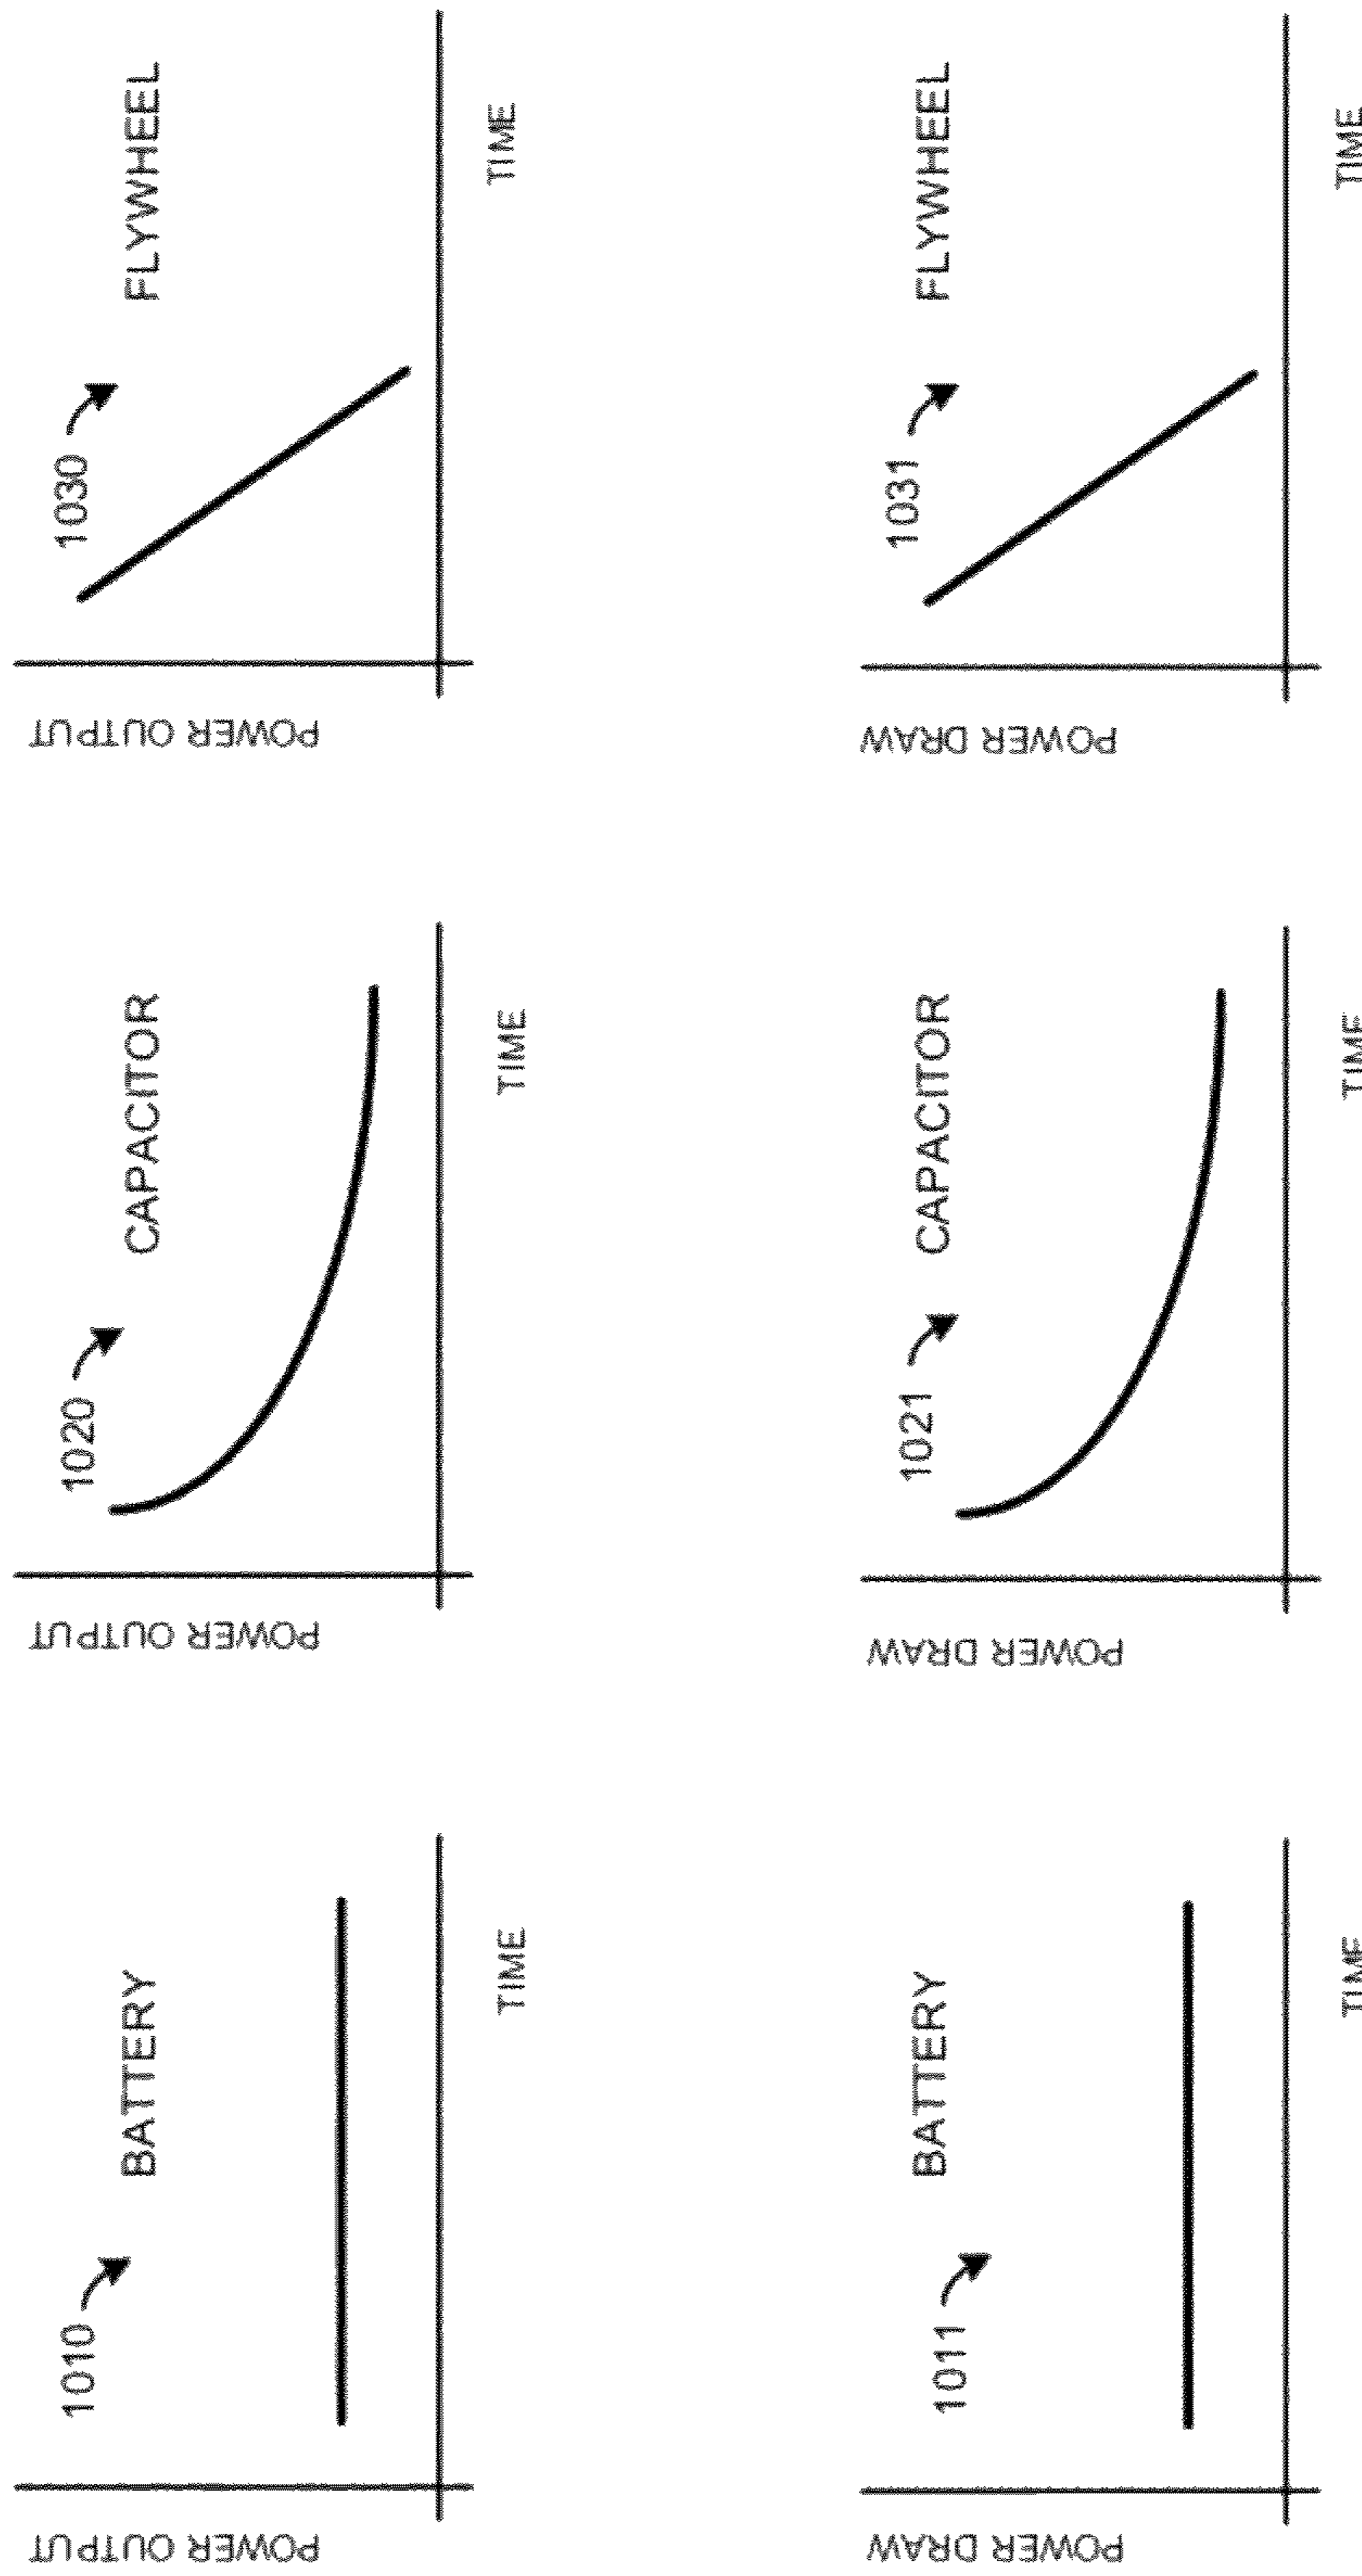 1010
BATTERY
POWER OUTPUT
TIME
1020
CAPACITOR
POWER OUTPUT
TIME
1030
FLYWHEEL
POWER OUTPUT
TIME
1011
BATTERY
POWER DRAW
TIME
1021
CAPACITOR
POWER DRAW
TIME
1031
FLYWHEEL
POWER DRAW
TIME